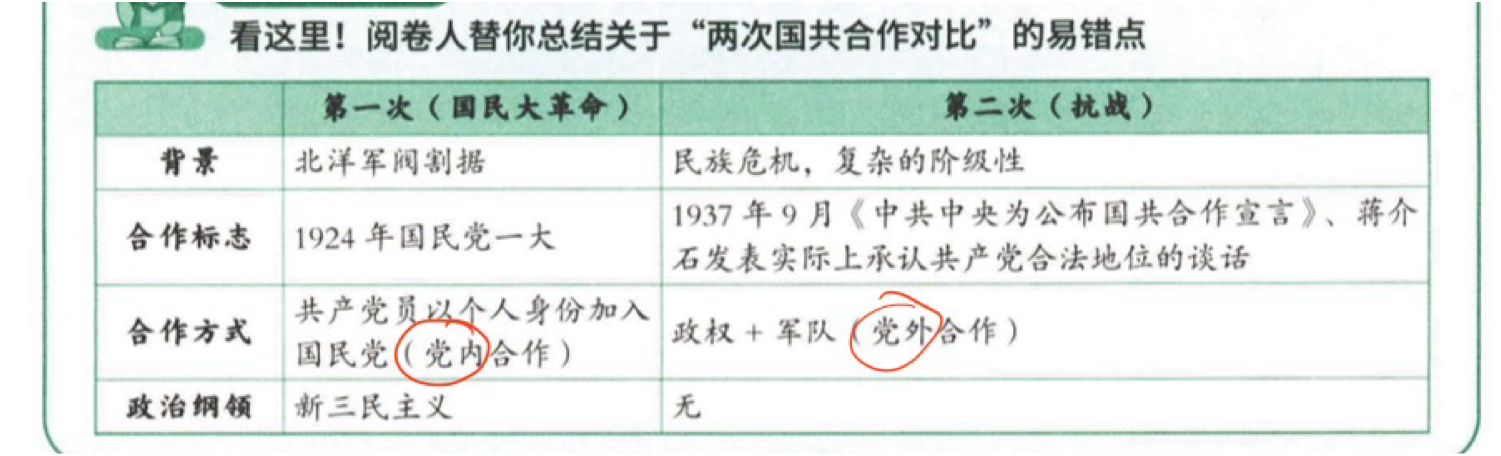 看这里！阅卷人替你总结关于“两次国共合作对比”的易错点
第一次（国民大革命） 第二次（抗战）
背景 北洋军阀割据 民族危机，复杂的阶级性
合作标志 1924 年国民党一大 1937 年 9 月《中共中央为公布国共合作宣言》、蒋介
石发表实际上承认共产党合法地位的谈话
合作方式 共产党员以个人身份加入
国民党（党内合作） 政权 + 军队（党外合作）
政治纲领 新三民主义 无